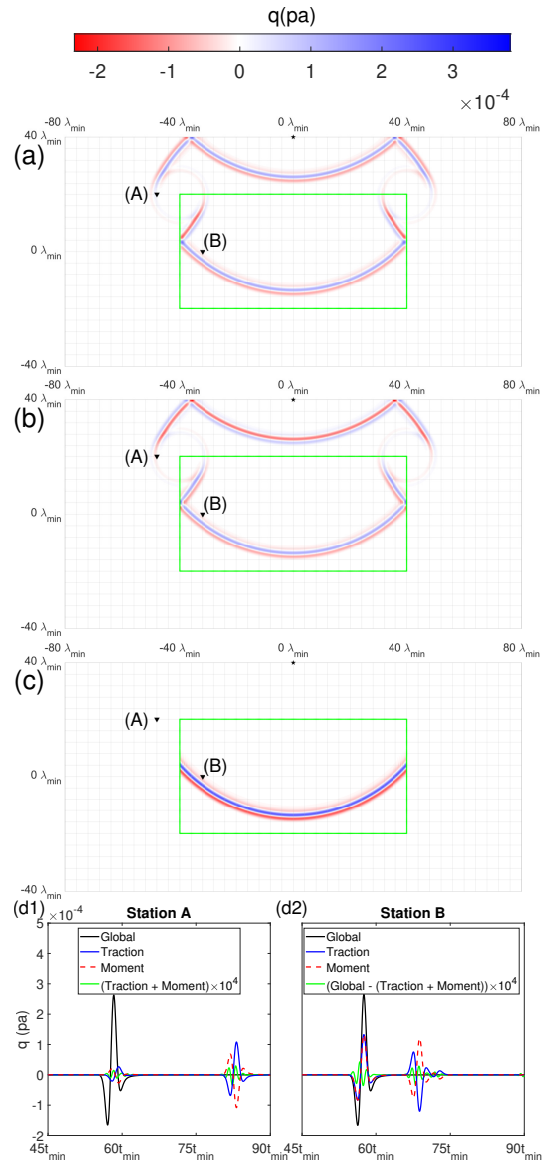 q(pa)
-2 -1 0 1 2 3
×10⁻⁴
-80 λmin -40 λmin 0 λmin 40 λmin 80 λmin
40 λmin
(a)
(A)
(B)
0 λmin
-40 λmin
-80 λmin -40 λmin 0 λmin 40 λmin 80 λmin
40 λmin
(b)
(A)
(B)
0 λmin
-40 λmin
-80 λmin -40 λmin 0 λmin 40 λmin 80 λmin
40 λmin
(c)
(A)
(B)
0 λmin
-40 λmin
(d1) Station A
×10⁻⁴
5
4
3
2
1
0
-1
-2
q (pa)
Global
Traction
Moment
(Traction + Moment)×10⁴
45tmin 60tmin 75tmin 90tmin
(d2) Station B
Global
Traction
Moment
(Global - (Traction + Moment))×10⁴
45tmin 60tmin 75tmin 90tmin